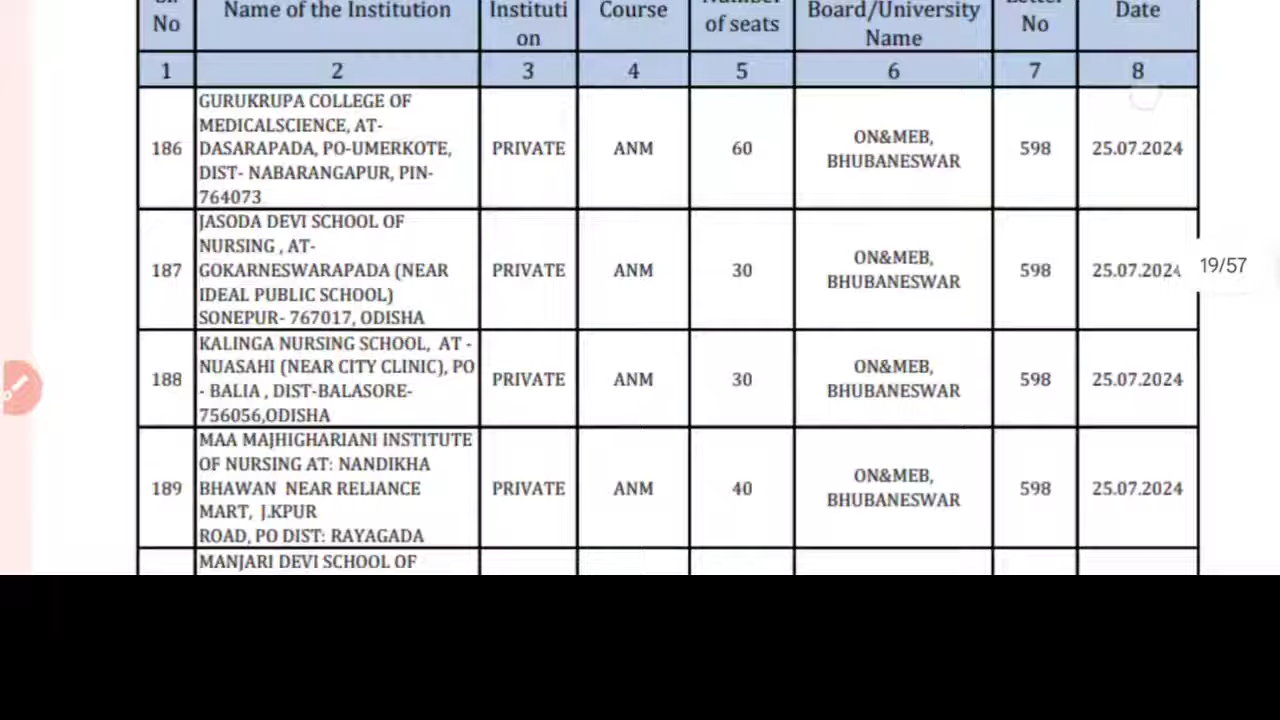 No
Name of the Institution
Instituti
on
Course
of seats
Board/University
Name
No
Date
1
2
3
4
5
6
7
8
186
GURUKRUPA COLLEGE OF
MEDICALSCIENCE, AT-
DASARAPADA, PO-UMERKOTE,
DIST- NABARANGAPUR, PIN-
764073
PRIVATE
ANM
60
ON&MEB,
BHUBANESWAR
598
25.07.2024
187
JASODA DEVI SCHOOL OF
NURSING , AT-
GOKARNESWARAPADA (NEAR
IDEAL PUBLIC SCHOOL)
SONEPUR- 767017, ODISHA
PRIVATE
ANM
30
ON&MEB,
BHUBANESWAR
598
25.07.2024
19/57
188
KALINGA NURSING SCHOOL, AT -
NUASAHI (NEAR CITY CLINIC), PO
- BALIA , DIST-BALASORE-
756056,ODISHA
PRIVATE
ANM
30
ON&MEB,
BHUBANESWAR
598
25.07.2024
189
MAA MAJHIGHARIANI INSTITUTE
OF NURSING AT: NANDIKHA
BHAWAN NEAR RELIANCE
MART, J.KPUR
ROAD, PO DIST: RAYAGADA
PRIVATE
ANM
40
ON&MEB,
BHUBANESWAR
598
25.07.2024
MANJARI DEVI SCHOOL OF